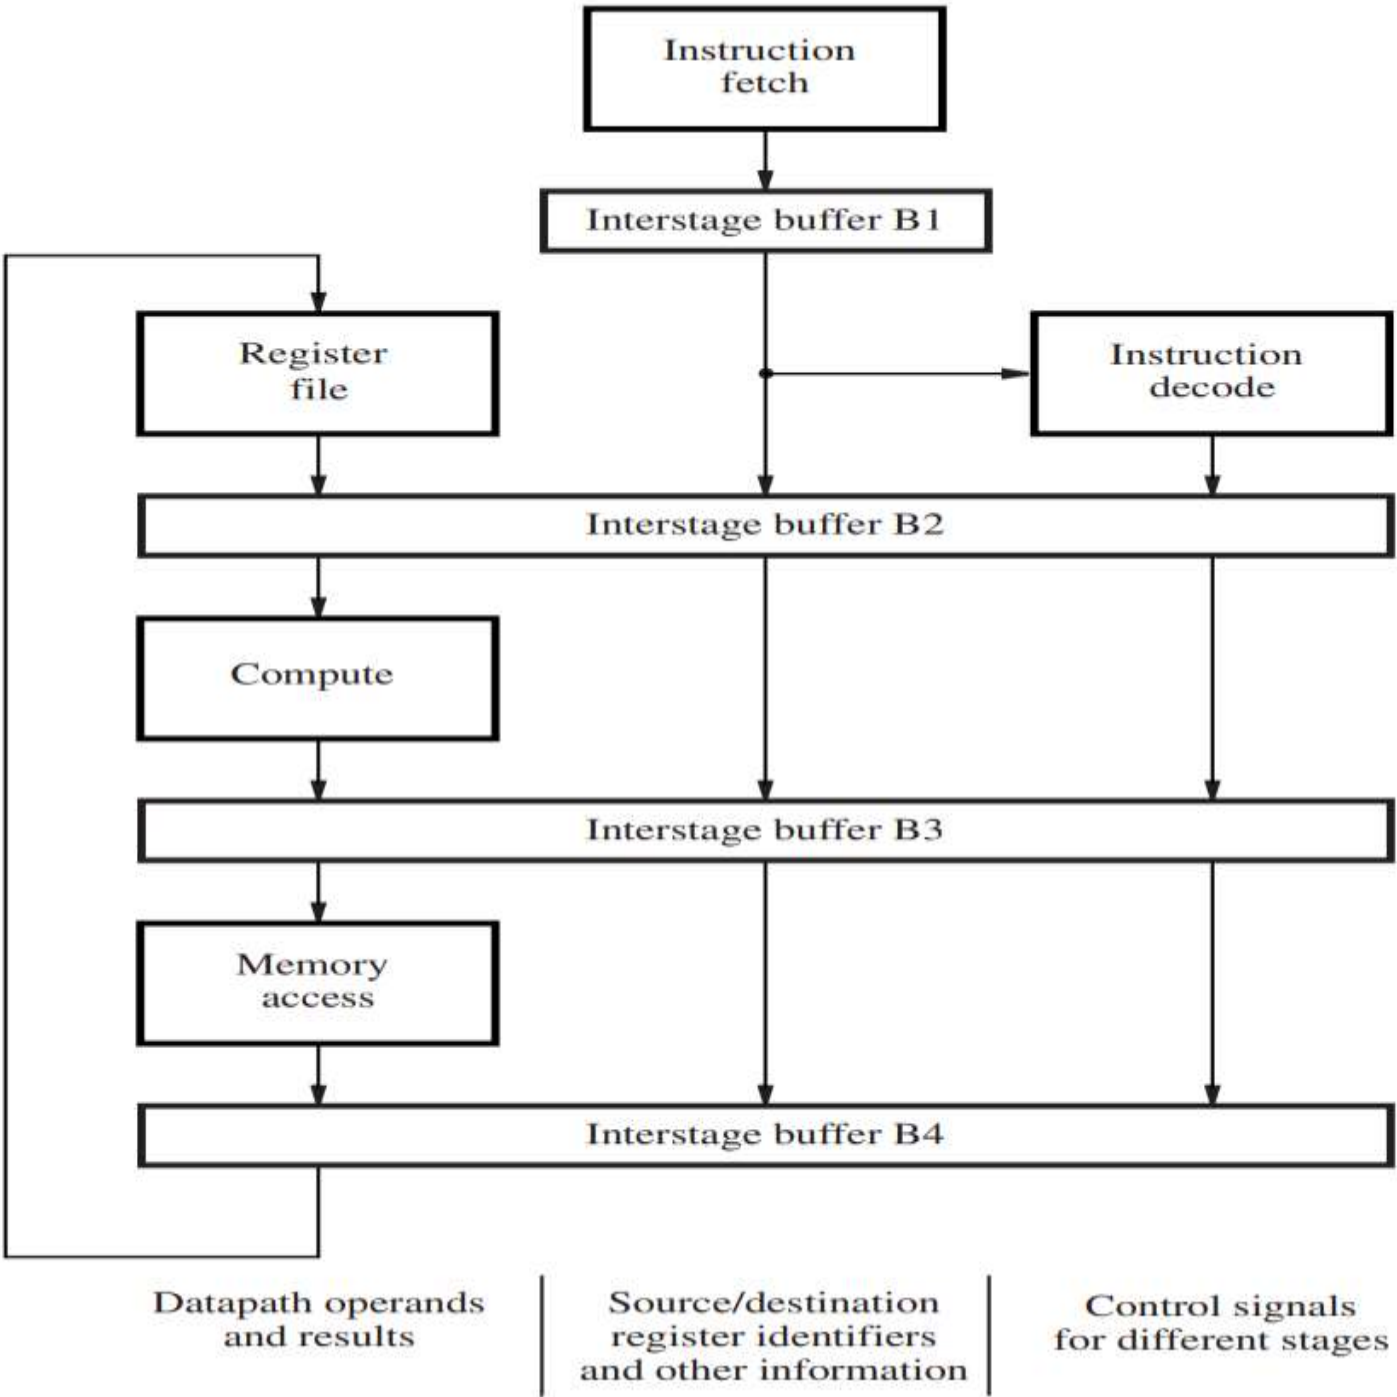 Instruction
fetch
Interstage buffer B1
Register
file
Instruction
decode
Interstage buffer B2
Compute
Interstage buffer B3
Memory
access
Interstage buffer B4
Datapath operands
and results
Source/destination
register identifiers
and other information
Control signals
for different stages